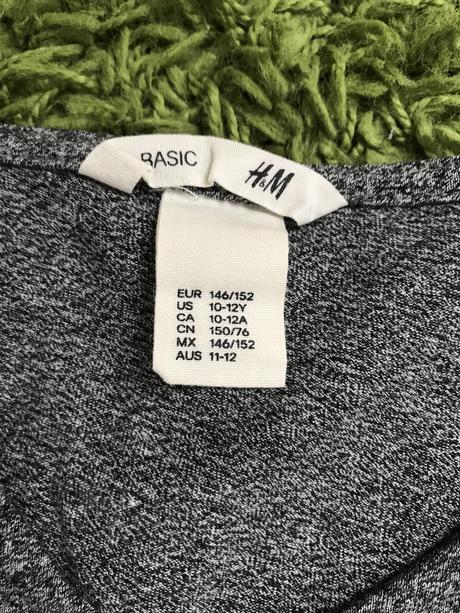 BASIC
H&M
EUR 146/152
US 10-12Y
CA 10-12A
CN 150/76
MX 146/152
AUS 11-12